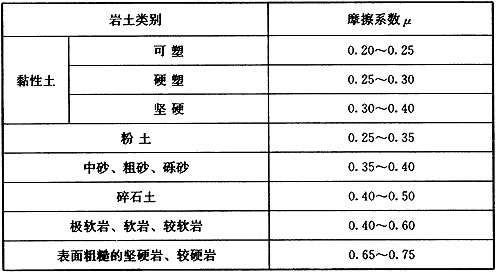 岩土类别 摩擦系数μ
黏性土 可塑 0.20～0.25
硬塑 0.25～0.30
坚硬 0.30～0.40
粉土 0.25～0.35
中砂、粗砂、砾砂 0.35～0.40
碎石土 0.40～0.50
极软岩、软岩、较软岩 0.40～0.60
表面粗糙的坚硬岩、较硬岩 0.65～0.75